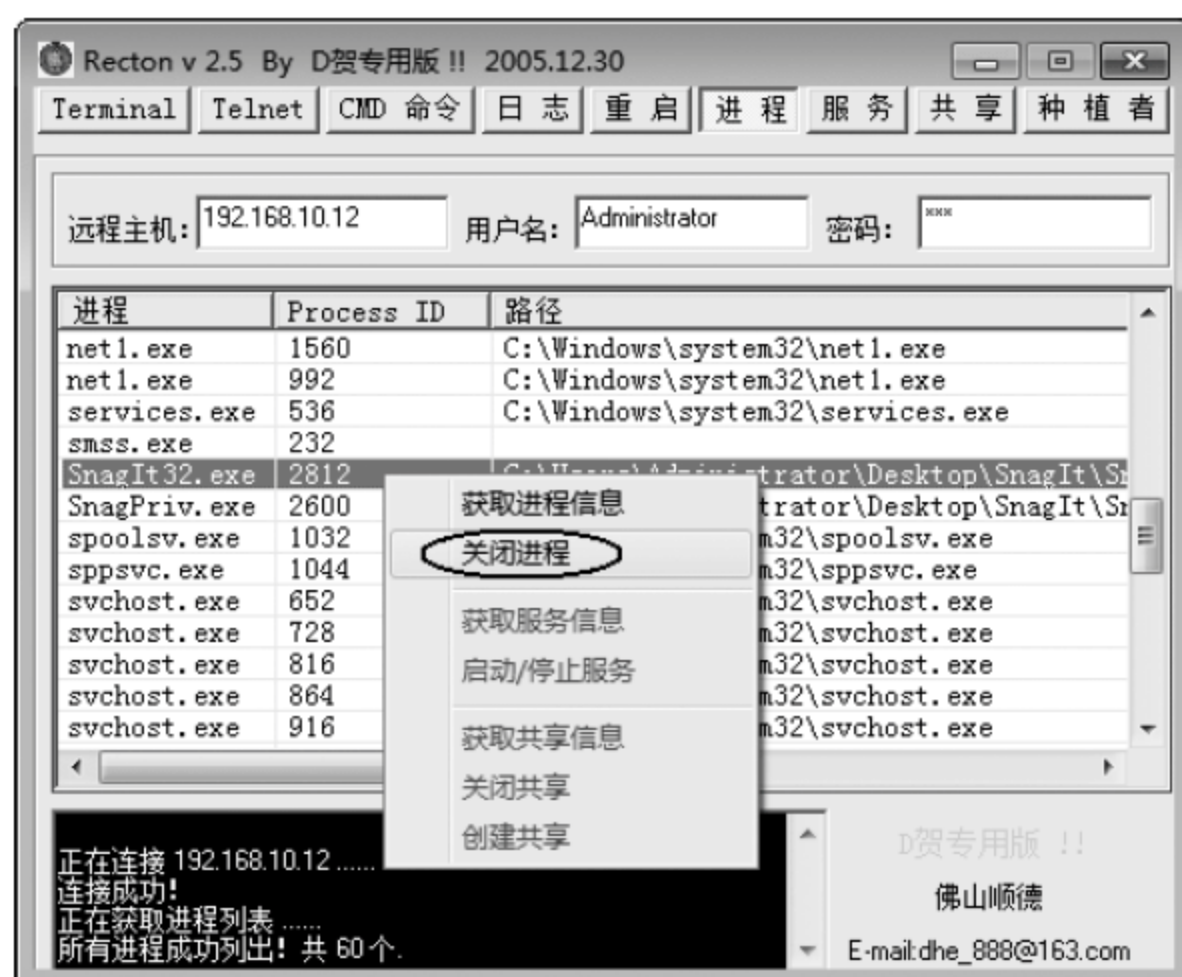 Recton v 2.5 By D贺专用版 !! 2005.12.30
Terminal Telnet CMD 命令 日 志 重 启 进 程 服 务 共 享 种 植 者
远程主机: 192.168.10.12 用户名: Administrator 密码: ***
进程 Process ID 路径
net1.exe 1560 C:\Windows\system32\net1.exe
net1.exe 992 C:\Windows\system32\net1.exe
services.exe 536 C:\Windows\system32\services.exe
smss.exe 232
SnagIt32.exe 2812 C:\Users\Administrator\Desktop\SnagIt\Sn
SnagPriv.exe 2600 trator\Desktop\SnagIt\Sn
spoolsv.exe 1032 m32\spoolsv.exe
sppsvc.exe 1044 m32\sppsvc.exe
svchost.exe 652 m32\svchost.exe
svchost.exe 728 m32\svchost.exe
svchost.exe 816 m32\svchost.exe
svchost.exe 864 m32\svchost.exe
svchost.exe 916 m32\svchost.exe
获取进程信息
关闭进程
获取服务信息
启动/停止服务
获取共享信息
关闭共享
创建共享
正在连接 192.168.10.12 ......
连接成功!
正在获取进程列表 ......
所有进程成功列出! 共 60 个.
D贺专用版 !!
佛山顺德
E-mail:dhe_888@163.com